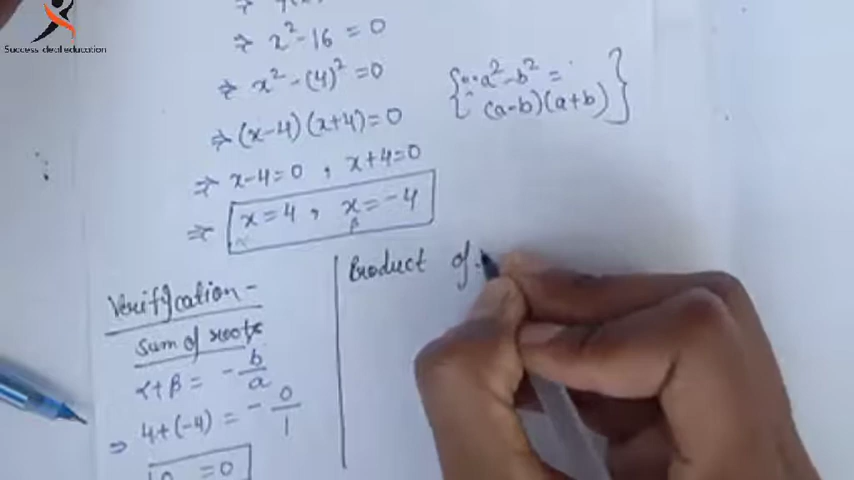 Success ideal education
⇒ x² - 16 = 0
⇒ x² - (4)² = 0
{∵ a² - b² =
(a-b)(a+b)}
⇒ (x-4)(x+4) = 0
⇒ x-4=0 , x+4=0
⇒ x=4 , x=-4
α β
Verification -
Sum of roots
α+β = - b/a
⇒ 4+(-4) = - 0/1
0 = 0
Product of